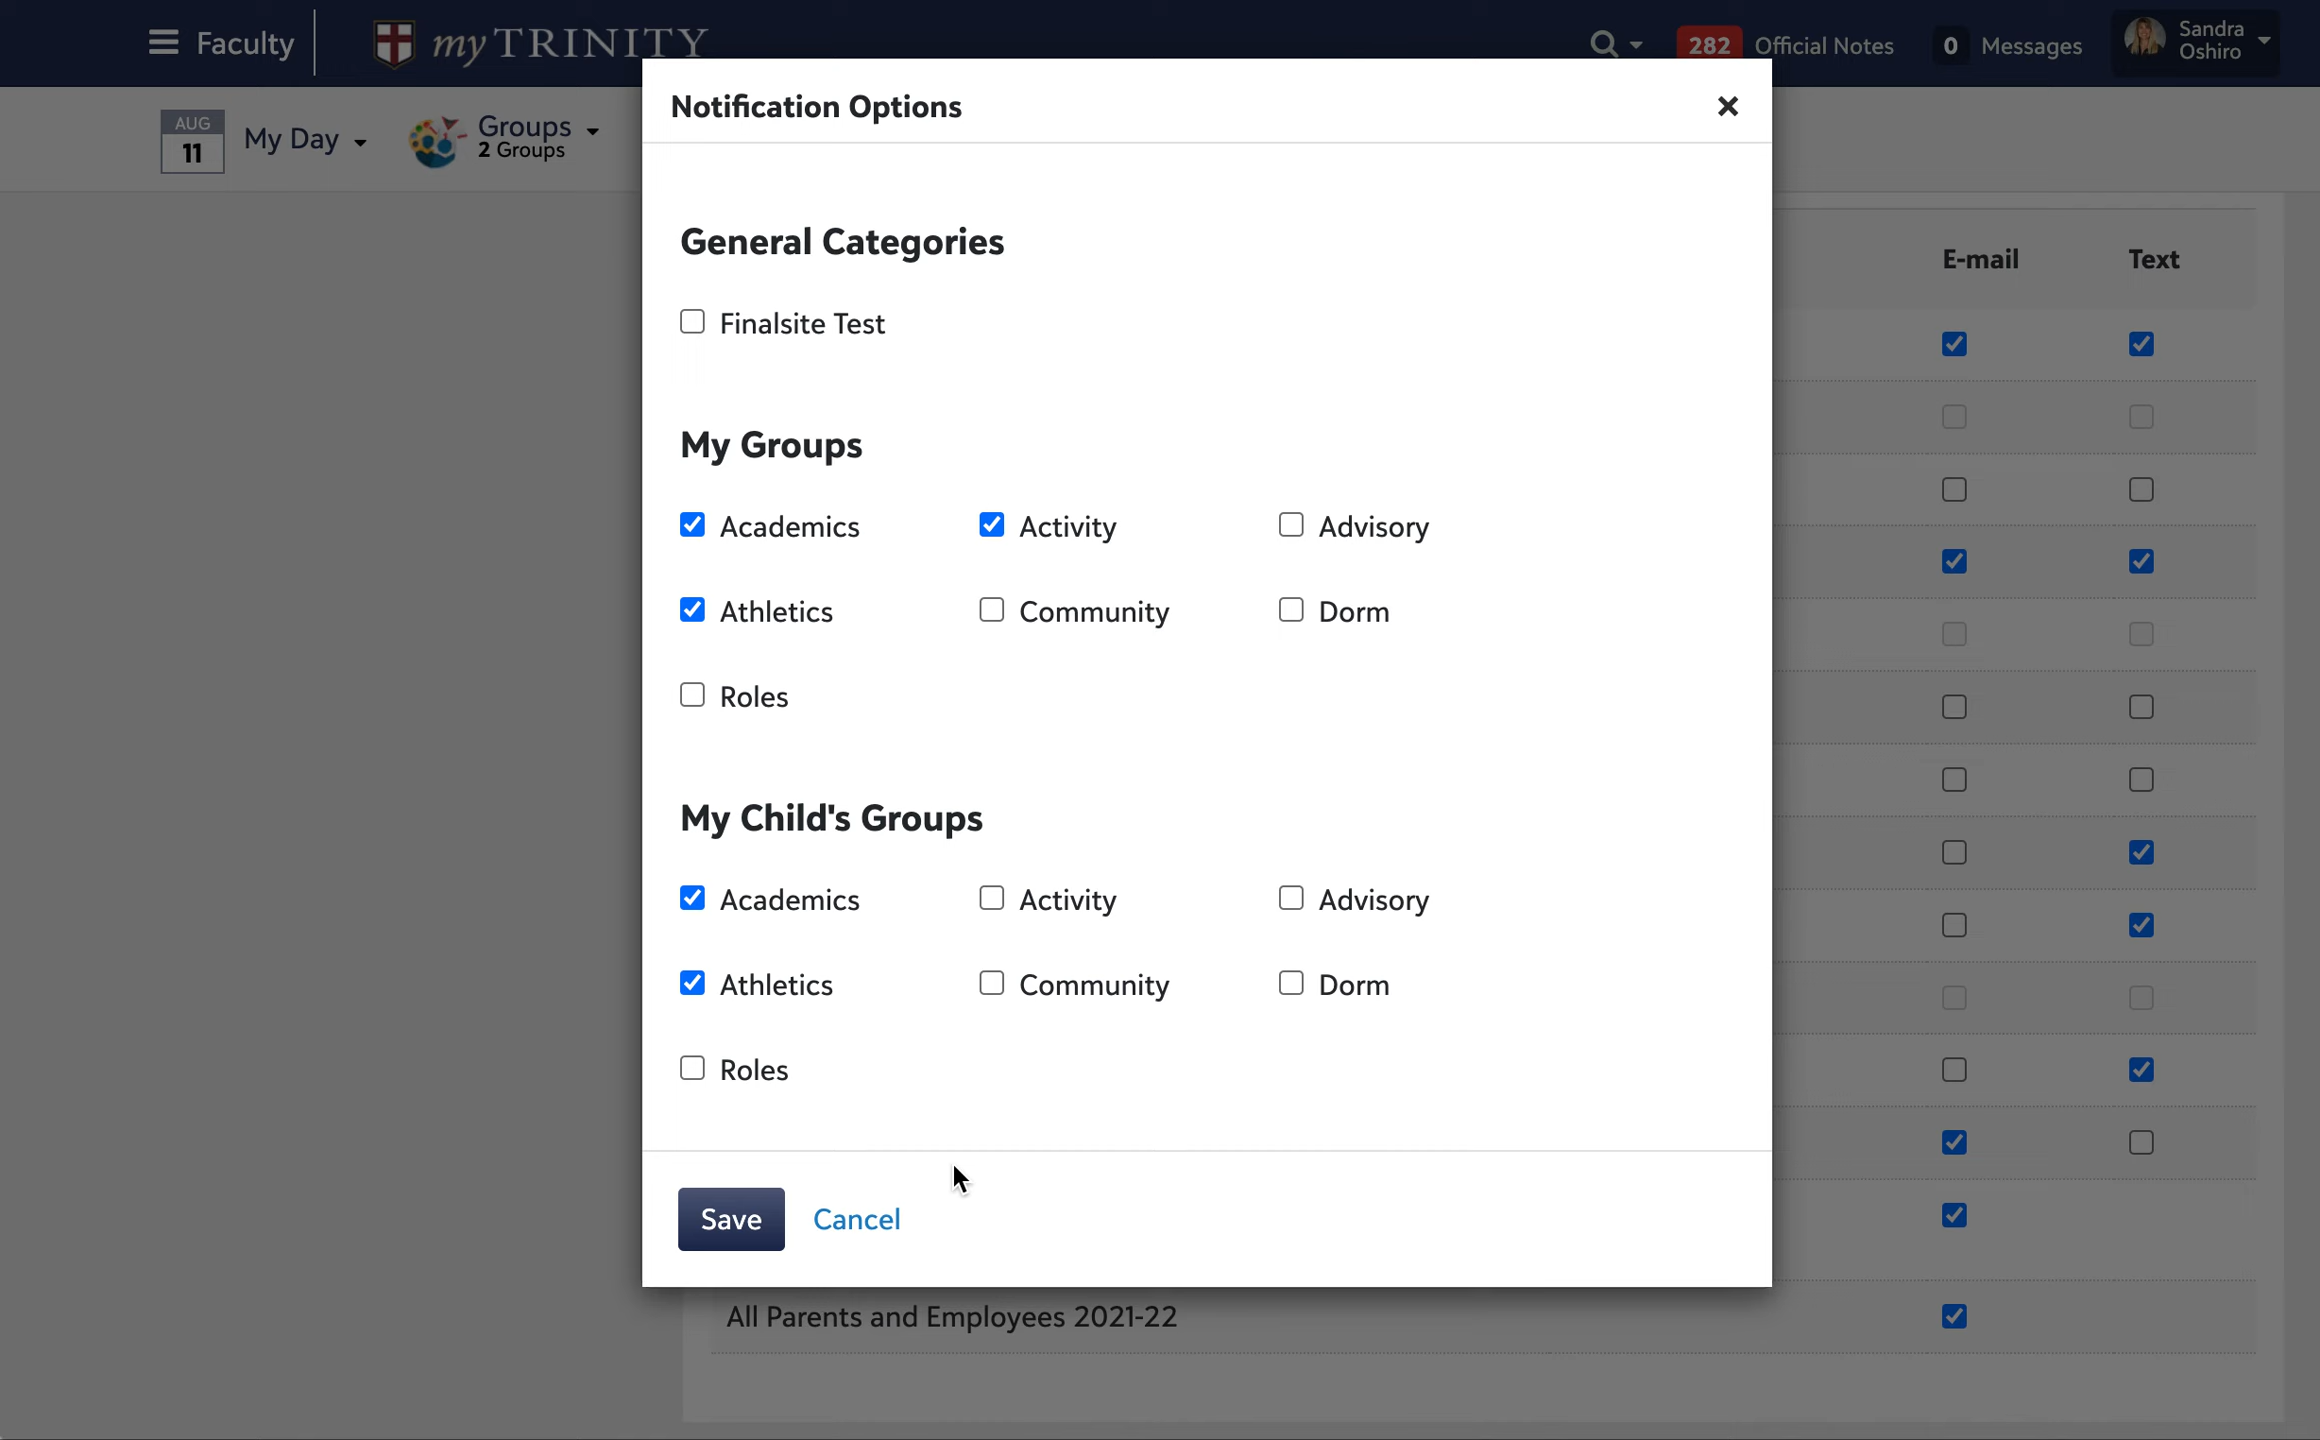 Faculty
myTRINITY
282 Official Notes
0 Messages
Sandra
Oshiro
AUG
11
My Day
Groups
2 Groups
Notification Options
General Categories
Finalsite Test
My Groups
Academics Activity Advisory
Athletics Community Dorm
Roles
My Child's Groups
Academics Activity Advisory
Athletics Community Dorm
Roles
Save Cancel
E-mail Text
All Parents and Employees 2021-22